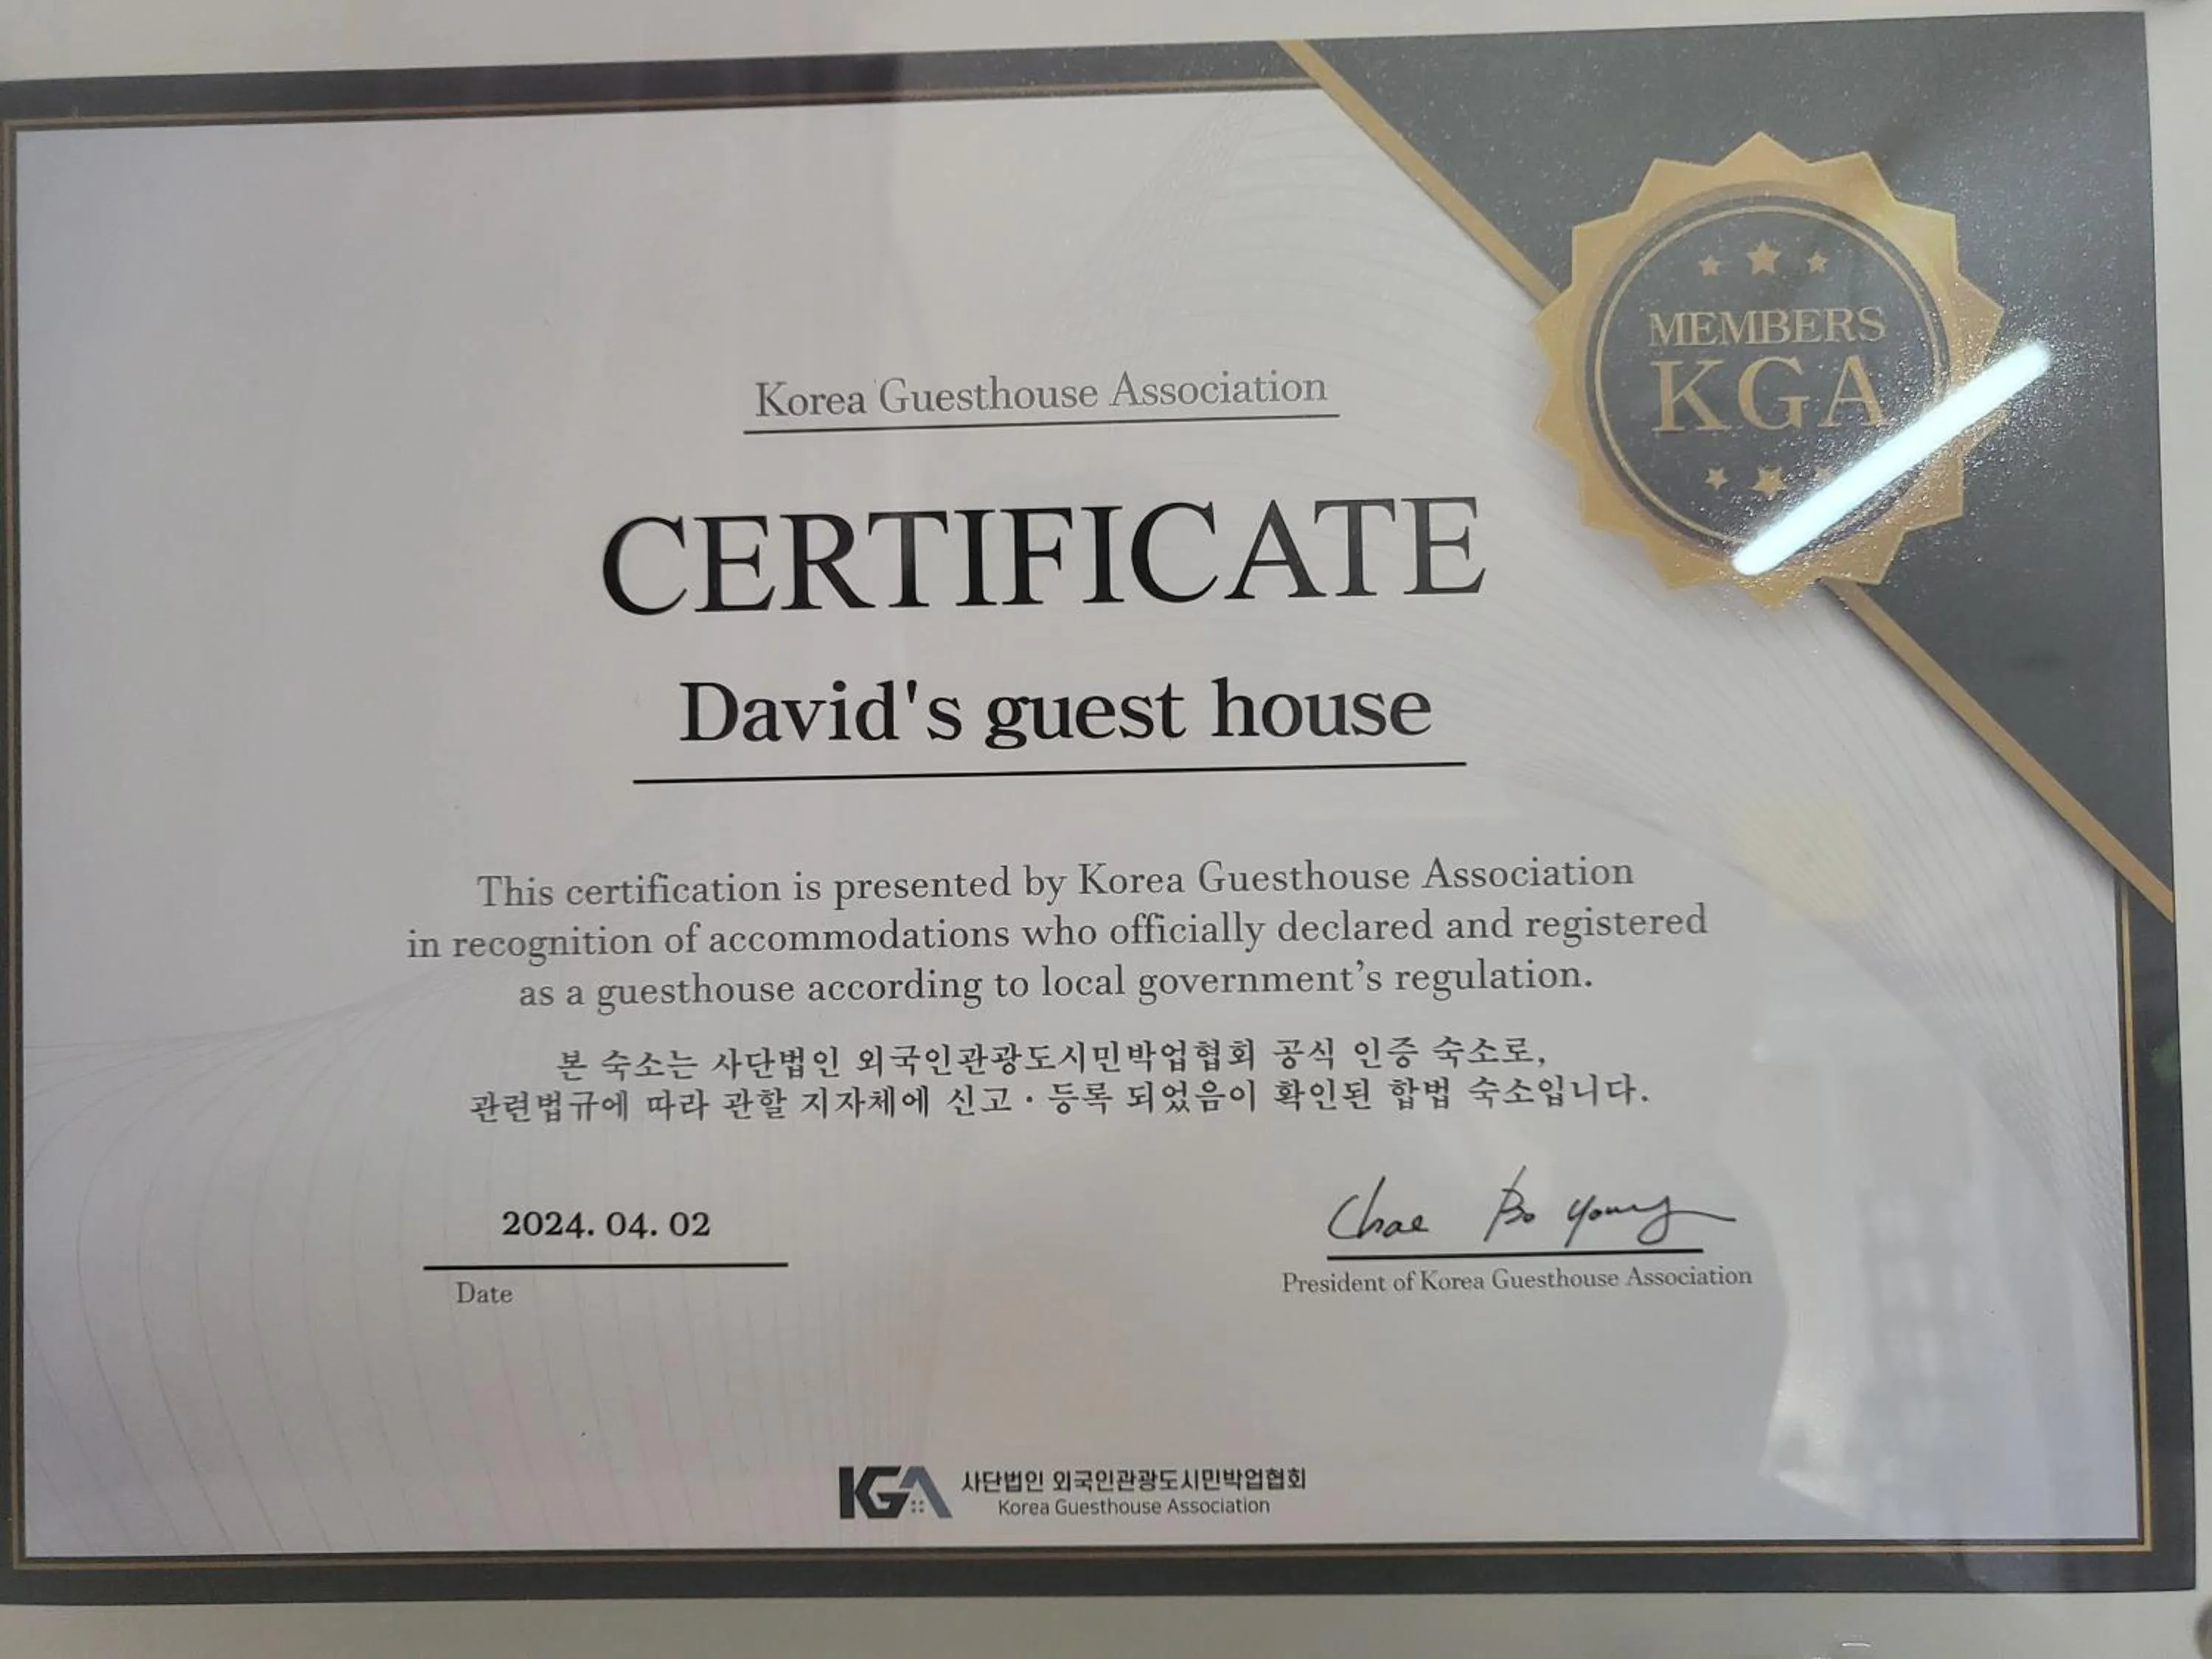 MEMBERS
KGA
Korea Guesthouse Association
CERTIFICATE
David's guest house
This certification is presented by Korea Guesthouse Association
in recognition of accommodations who officially declared and registered
as a guesthouse according to local government’s regulation.
본 숙소는 사단법인 외국인관광도시민박업협회 공식 인증 숙소로,
관련법규에 따라 관할 지자체에 신고 · 등록 되었음이 확인된 합법 숙소입니다.
2024. 04. 02
Date
Chae Bo young
President of Korea Guesthouse Association
KGA 사단법인 외국인관광도시민박업협회
Korea Guesthouse Association